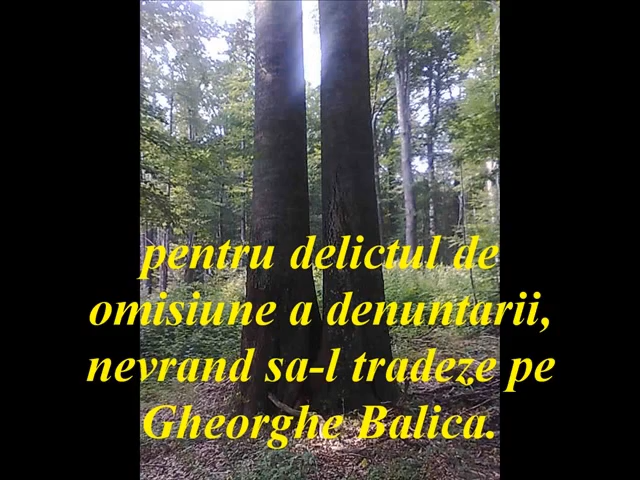 pentru delictul de
omisiune a denuntarii,
nevrand sa-l tradeze pe
Gheorghe Balica.